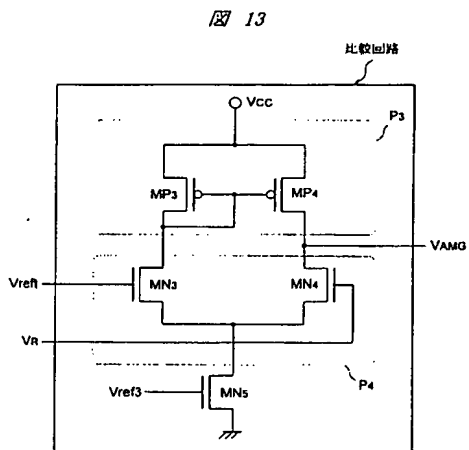 図 13
比較回路
VCC
P3
MP3
MP4
VAMG
Vreft
MN3
MN4
VR
P4
Vref3
MN5